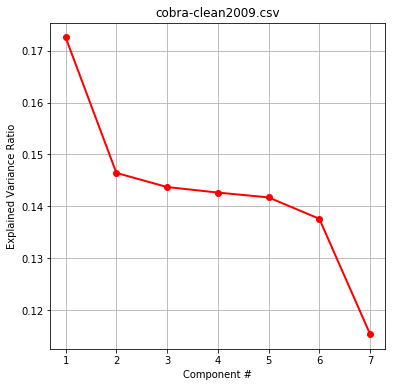 cobra-clean2009.csv
Explained Variance Ratio
0.17
0.16
0.15
0.14
0.13
0.12
1 2 3 4 5 6 7
Component #